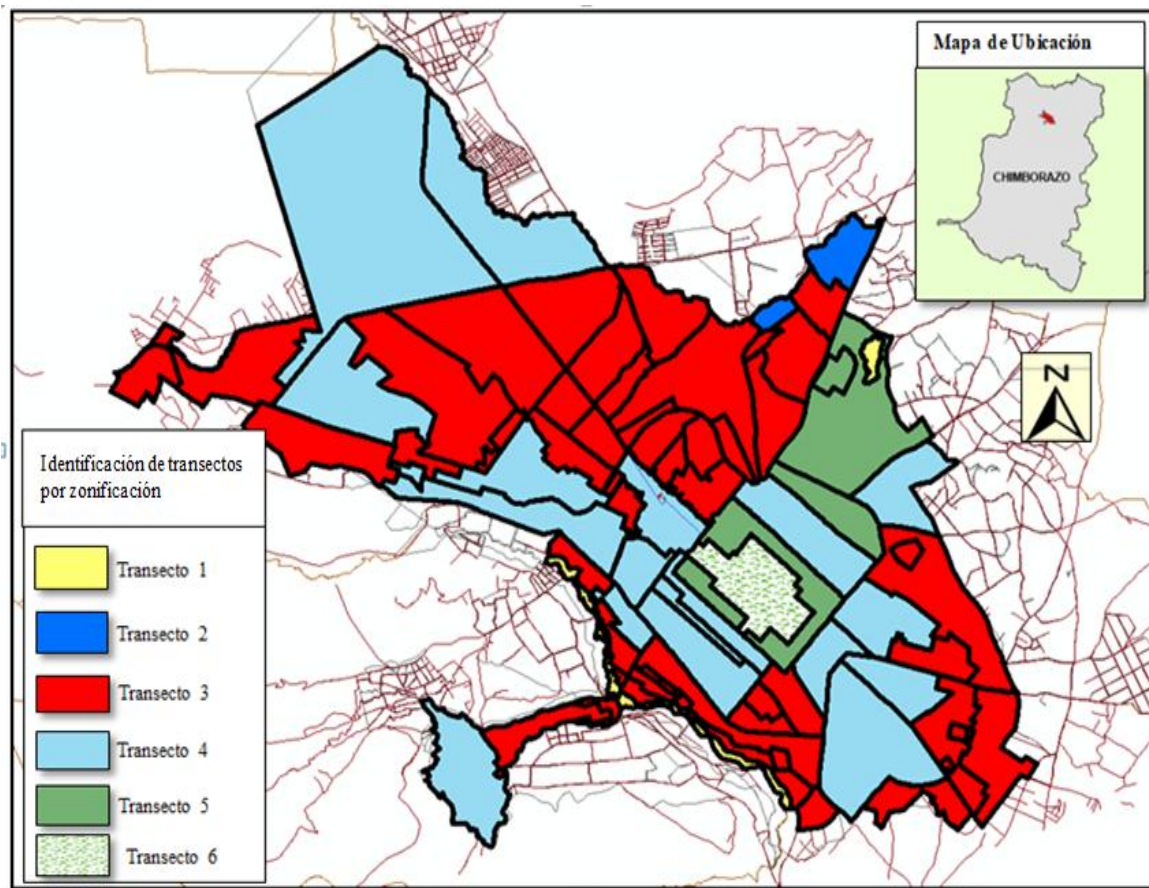 Mapa de Ubicación
CHIMBORAZO
N
Identificación de transectos
por zonificación
Transecto 1
Transecto 2
Transecto 3
Transecto 4
Transecto 5
Transecto 6